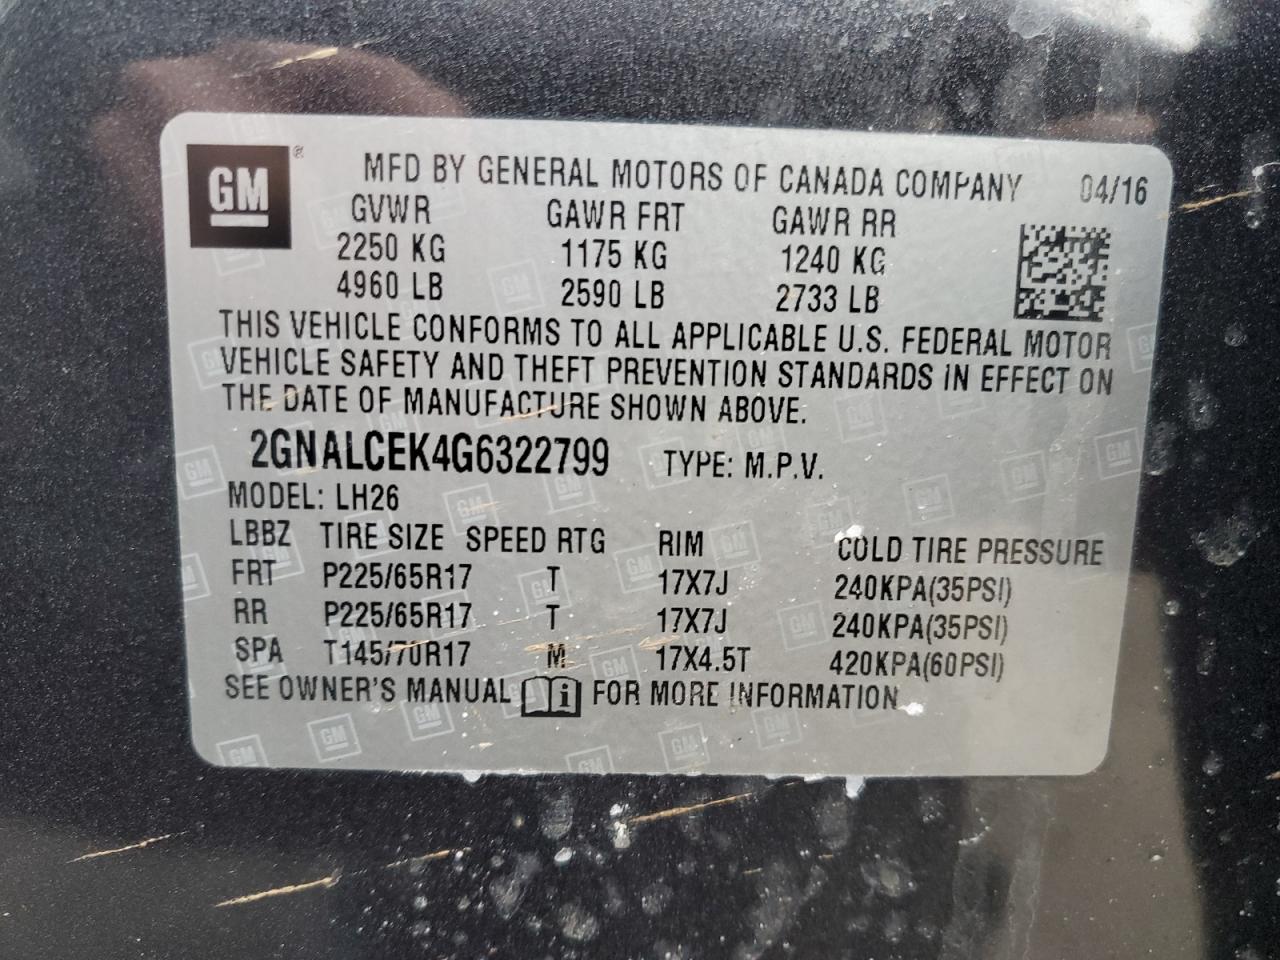 GM ®
MFD BY GENERAL MOTORS OF CANADA COMPANY 04/16
GVWR GAWR FRT GAWR RR
2250 KG 1175 KG 1240 KG
4960 LB 2590 LB 2733 LB
THIS VEHICLE CONFORMS TO ALL APPLICABLE U.S. FEDERAL MOTOR
VEHICLE SAFETY AND THEFT PREVENTION STANDARDS IN EFFECT ON
THE DATE OF MANUFACTURE SHOWN ABOVE.
2GNALCEK4G6322799 TYPE: M.P.V.
MODEL: LH26
LBBZ TIRE SIZE SPEED RTG RIM COLD TIRE PRESSURE
FRT P225/65R17 T 17X7J 240KPA(35PSI)
RR P225/65R17 T 17X7J 240KPA(35PSI)
SPA T145/70R17 M 17X4.5T 420KPA(60PSI)
SEE OWNER'S MANUAL i FOR MORE INFORMATION